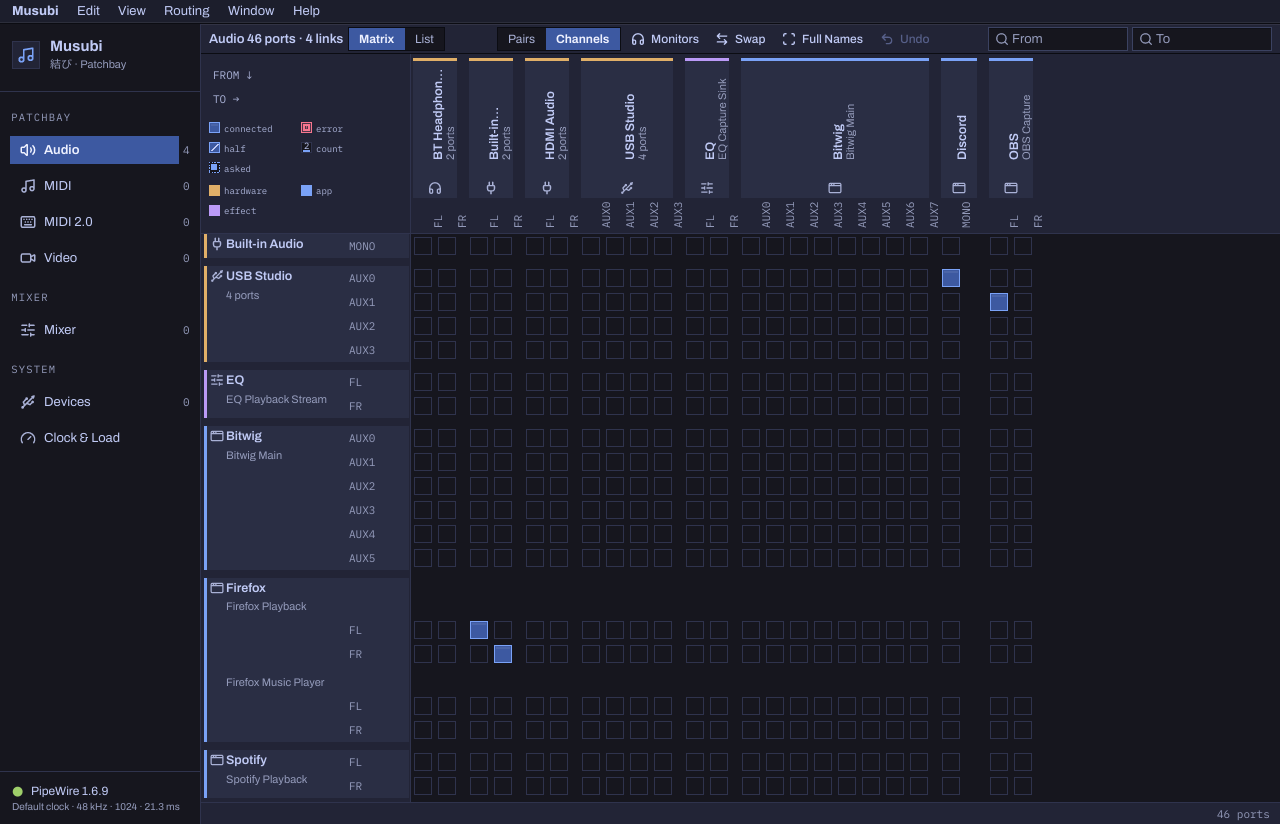 Musubi Edit View Routing Window Help
Musubi
結び · Patchbay
PATCHBAY
Audio 4
MIDI 0
MIDI 2.0 0
Video 0
MIXER
Mixer 0
SYSTEM
Devices 0
Clock & Load
PipeWire 1.6.9
Default clock · 48 kHz · 1024 · 21.3 ms
Audio 46 ports · 4 links Matrix List Pairs Channels Monitors Swap Full Names Undo From To
FROM ↓
TO →
connected error
half 2 count
asked
hardware app
effect
BT Headphon…
2 ports
Built-in…
2 ports
HDMI Audio
2 ports
USB Studio
4 ports
EQ
EQ Capture Sink
Bitwig
Bitwig Main
Discord
OBS
OBS Capture
FL FR FL FR FL FR AUX0 AUX1 AUX2 AUX3 FL FR AUX0 AUX1 AUX2 AUX3 AUX4 AUX5 AUX6 AUX7 MONO FL FR
Built-in Audio MONO
USB Studio AUX0
4 ports AUX1
AUX2
AUX3
EQ FL
EQ Playback Stream FR
Bitwig AUX0
Bitwig Main AUX1
AUX2
AUX3
AUX4
AUX5
Firefox
Firefox Playback
FL
FR
Firefox Music Player
FL
FR
Spotify FL
Spotify Playback FR
46 ports